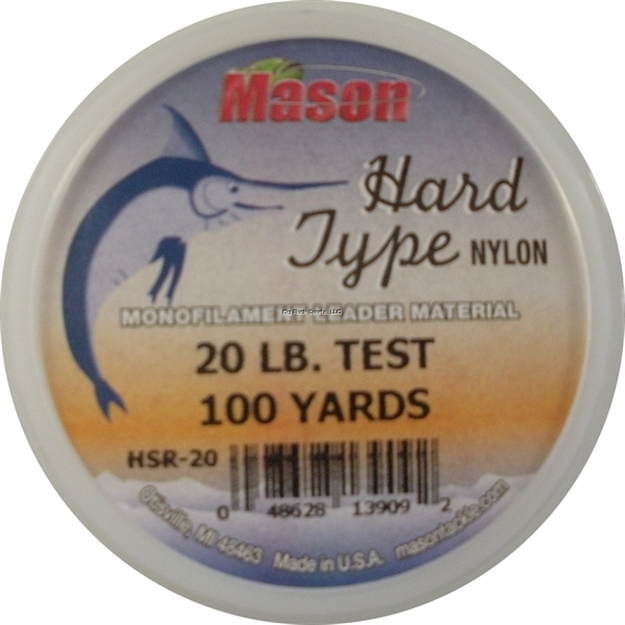 Mason
Hard
Type NYLON
MONOFILAMENT LEADER MATERIAL
20 LB. TEST
100 YARDS
HSR-20
0 48628 13909 2
Otisville, MI 48463 Made in U.S.A. masontackle.com